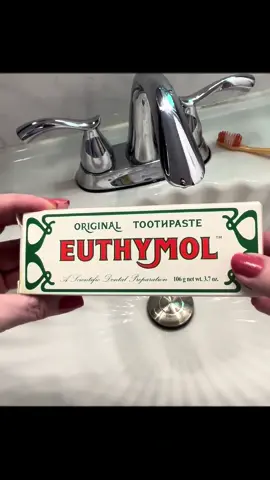 ORIGINAL TOOTHPASTE
EUTHYMOL™
A Scientific Dental Preparation 106 g net wt. 3.7 oz.